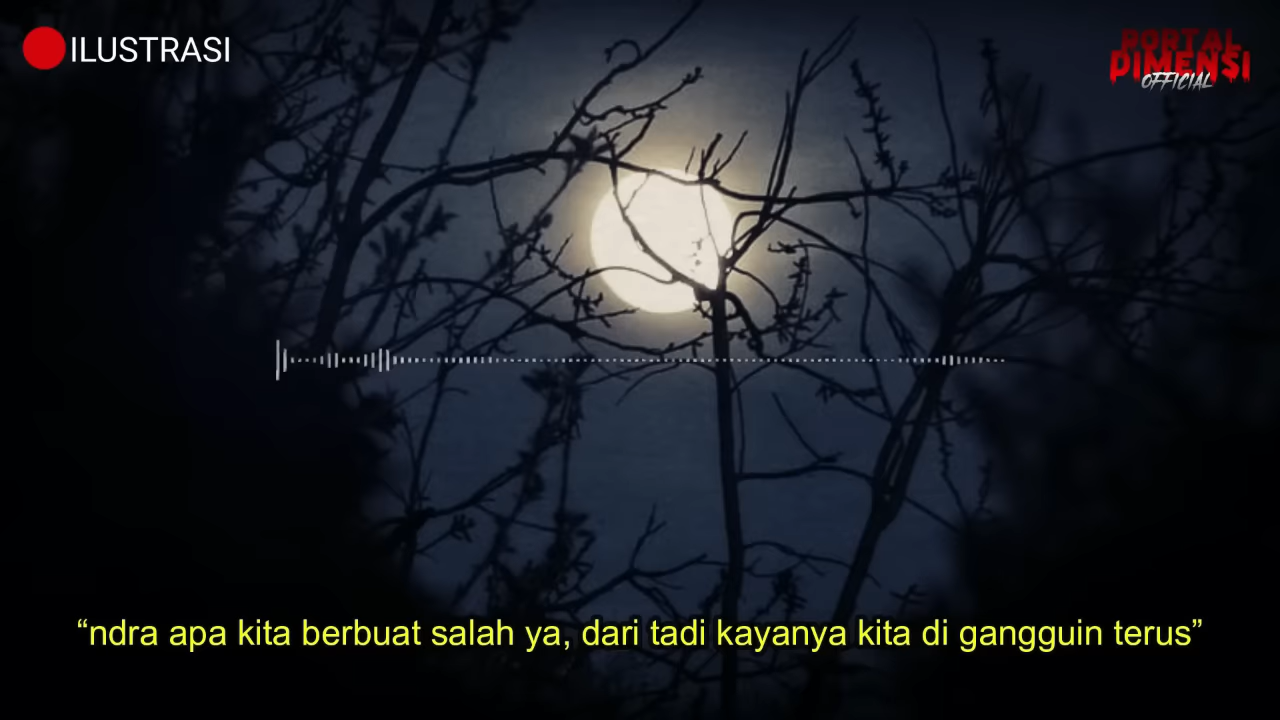 ILUSTRASI
PORTAL
DIMENSI
OFFICIAL
“ndra apa kita berbuat salah ya, dari tadi kayanya kita di gangguin terus”